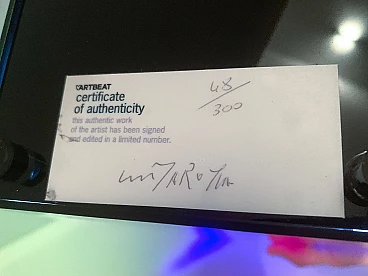 ARTBEAT
48
300
certificate
of authenticity
this authentic work
of the artist has been signed
and edited in a limited number.